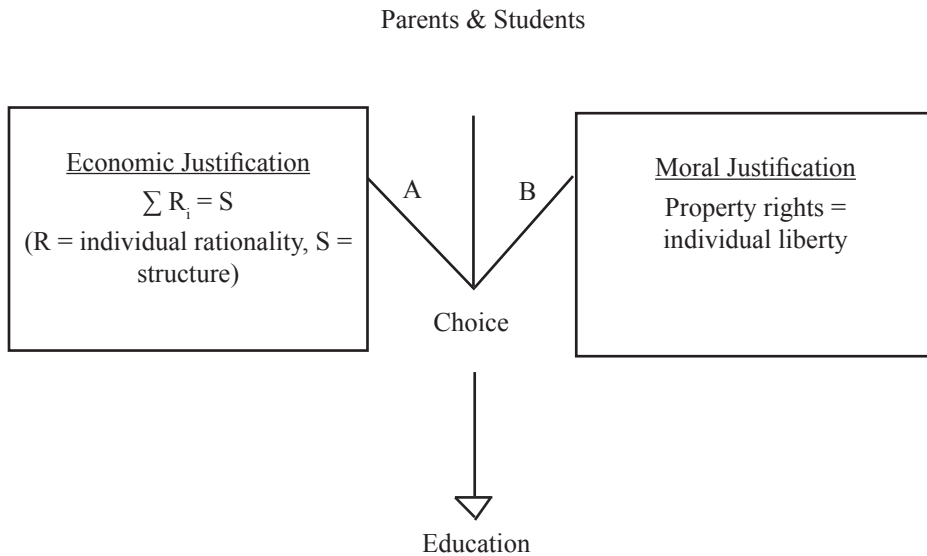 Parents & Students
Economic Justification
∑ Rᵢ = S
(R = individual rationality, S =
structure)
A
B
Moral Justification
Property rights =
individual liberty
Choice
Education